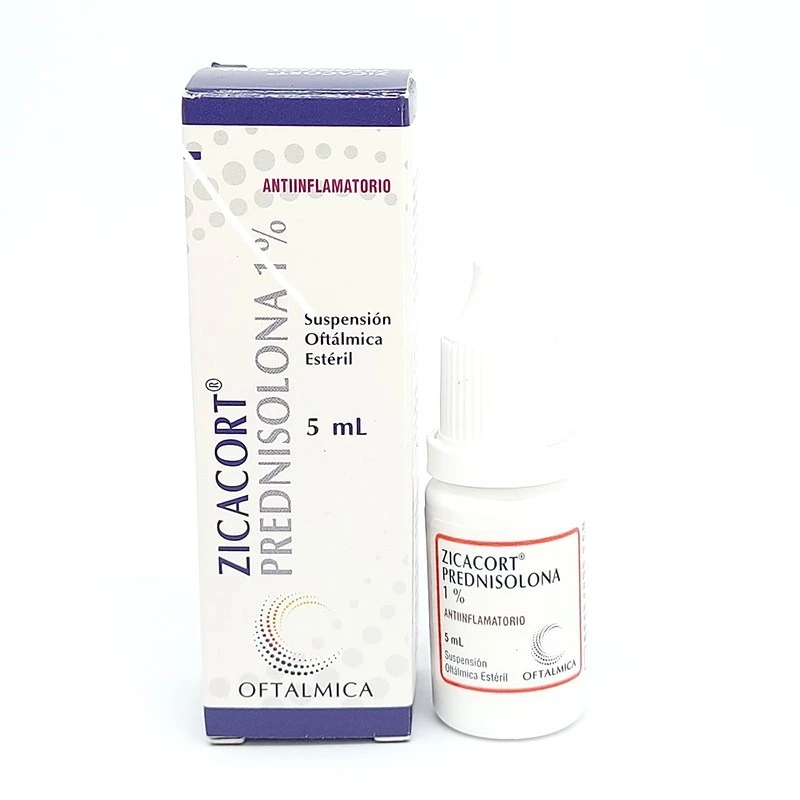 ANTIINFLAMATORIO
ZICACORT®
PREDNISOLONA 1 %
Suspensión
Oftálmica
Estéril
5 mL
OFTALMICA
ZICACORT®
PREDNISOLONA
1 %
ANTIINFLAMATORIO
5 mL
Suspensión
Oftálmica Estéril
OFTALMICA